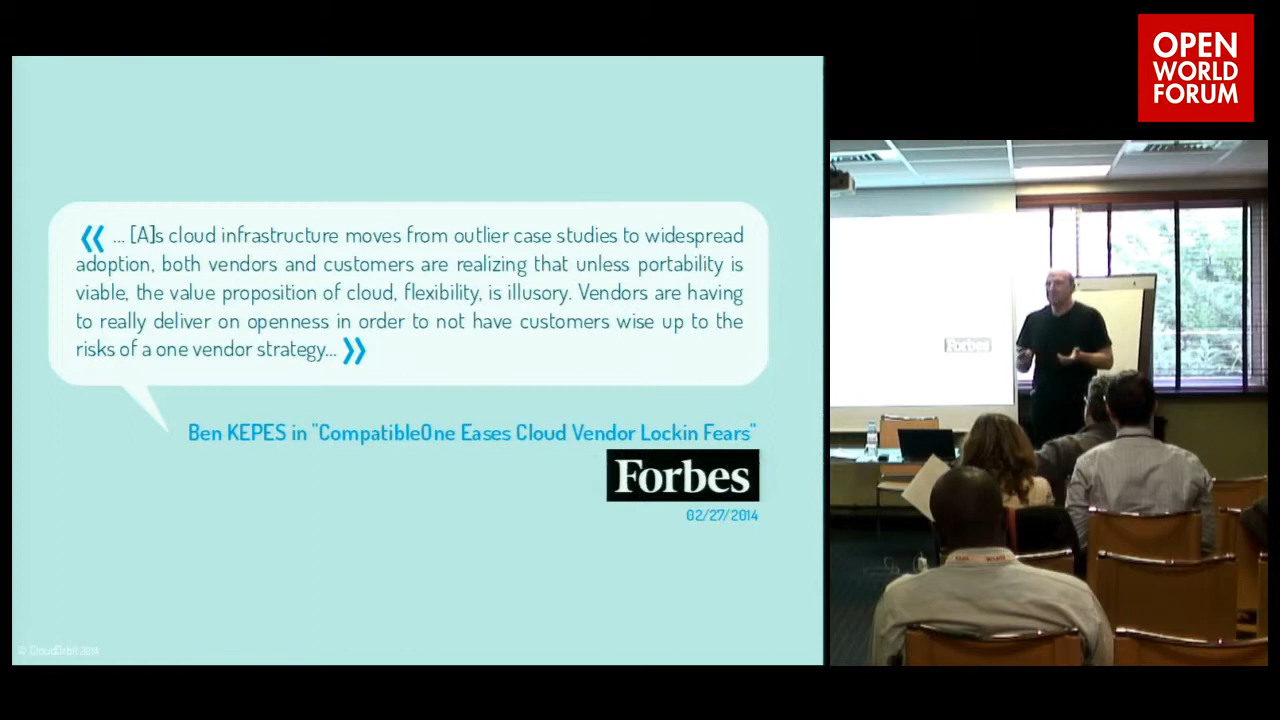 OPEN
WORLD
FORUM
« ... [A]s cloud infrastructure moves from outlier case studies to widespread
adoption, both vendors and customers are realizing that unless portability is
viable, the value proposition of cloud, flexibility, is illusory. Vendors are having
to really deliver on openness in order to not have customers wise up to the
risks of a one vendor strategy... »
Ben KEPES in "CompatibleOne Eases Cloud Vendor Lockin Fears"
Forbes
02/27/2014
© CloudOrbit 2014
Forbes